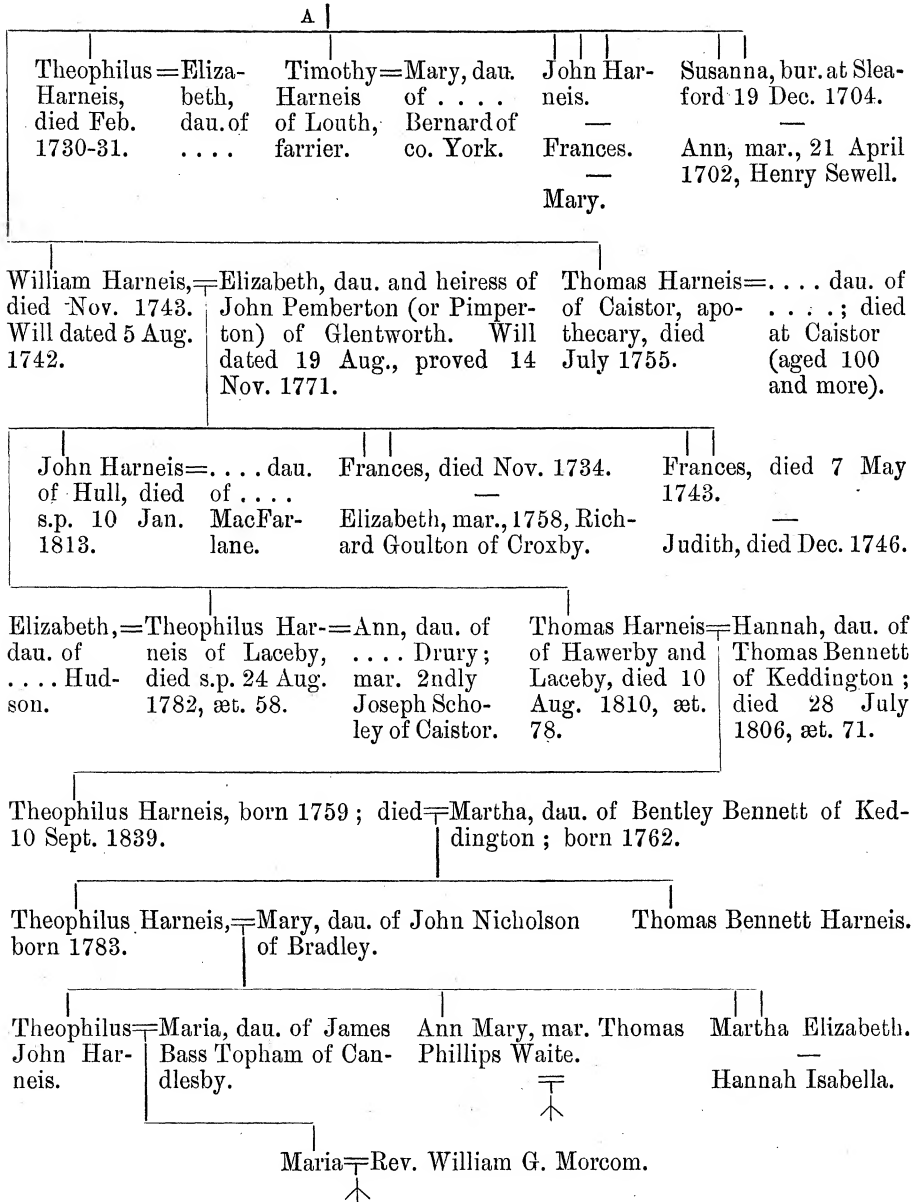 A
Theophilus=Eliza-
Harneis, beth,
died Feb. dau. of
1730-31. . . . .
Timothy=Mary, dau.
Harneis of . . . .
of Louth, Bernard of
farrier. co. York.
John Har-
neis.
—
Frances.
—
Mary.
Susanna, bur. at Slea-
ford 19 Dec. 1704.
—
Ann, mar., 21 April
1702, Henry Sewell.
William Harneis,=Elizabeth, dau. and heiress of
died Nov. 1743. John Pemberton (or Pimper-
Will dated 5 Aug. ton) of Glentworth. Will
1742. dated 19 Aug., proved 14
Nov. 1771.
Thomas Harneis=. . . . dau. of
of Caistor, apo- . . . .; died
thecary, died at Caistor
July 1755. (aged 100
and more).
John Harneis=. . . . dau.
of Hull, died of . . . .
s.p. 10 Jan. MacFar-
1813. lane.
Frances, died Nov. 1734.
—
Elizabeth, mar., 1758, Rich-
ard Goulton of Croxby.
Frances, died 7 May
1743.
—
Judith, died Dec. 1746.
Elizabeth,=Theophilus Har-=Ann, dau. of
dau. of neis of Laceby, . . . . Drury;
. . . . Hud- died s.p. 24 Aug. mar. 2ndly
son. 1782, æt. 58. Joseph Scho-
ley of Caistor.
Thomas Harneis=Hannah, dau. of
of Hawerby and Thomas Bennett
Laceby, died 10 of Keddington;
Aug. 1810, æt. died 28 July
78. 1806, æt. 71.
Theophilus Harneis, born 1759; died=Martha, dau. of Bentley Bennett of Ked-
10 Sept. 1839. dington; born 1762.
Theophilus Harneis,=Mary, dau. of John Nicholson
born 1783. of Bradley.
Thomas Bennett Harneis.
Theophilus=Maria, dau. of James
John Har- Bass Topham of Can-
neis. dlesby.
Ann Mary, mar. Thomas
Phillips Waite.
Martha Elizabeth.
—
Hannah Isabella.
Maria=Rev. William G. Morcom.